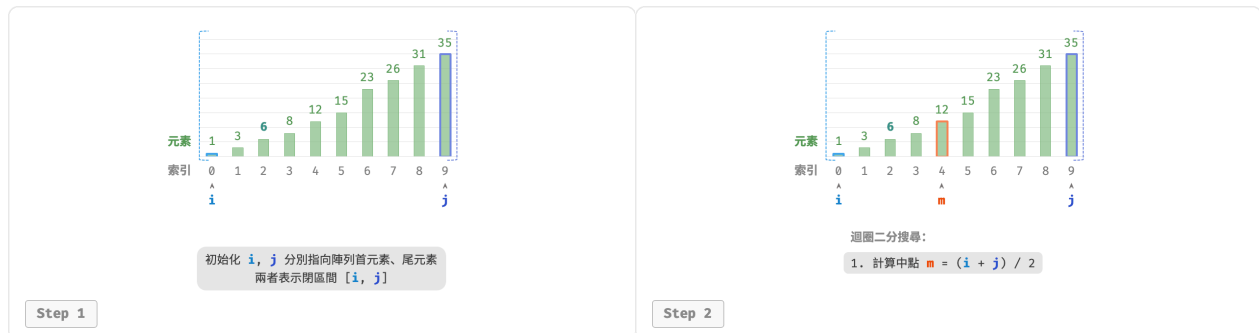 35
31
26
23
15
12
8
6
3
元素 1
索引 0 1 2 3 4 5 6 7 8 9
i j
初始化 i, j 分別指向陣列首元素、尾元素
兩者表示閉區間 [i, j]
Step 1
35
31
26
23
15
12
8
6
3
元素 1
索引 0 1 2 3 4 5 6 7 8 9
i m j
迴圈二分搜尋:
1. 計算中點 m = (i + j) / 2
Step 2